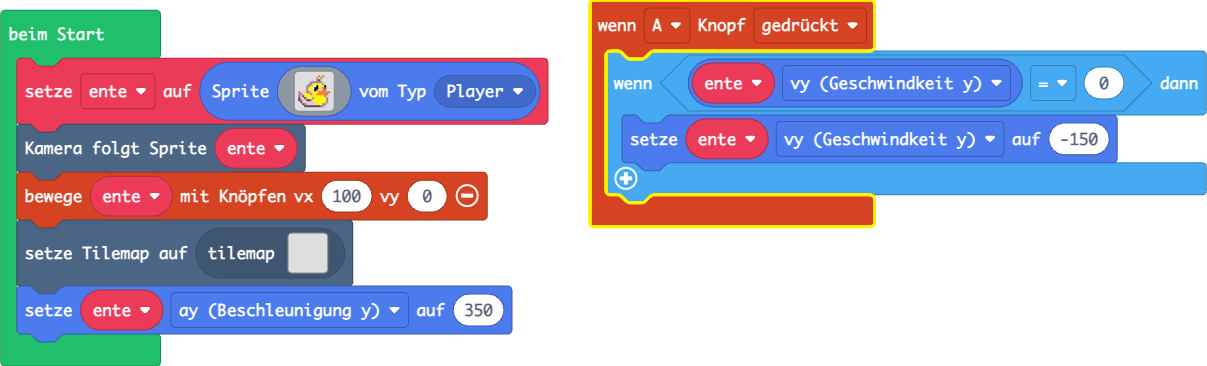 beim Start
setze ente auf Sprite vom Typ Player
Kamera folgt Sprite ente
bewege ente mit Knöpfen vx 100 vy 0
setze Tilemap auf tilemap
setze ente ay (Beschleunigung y) auf 350
wenn A Knopf gedrückt
wenn ente vy (Geschwindkeit y) = 0 dann
setze ente vy (Geschwindkeit y) auf -150